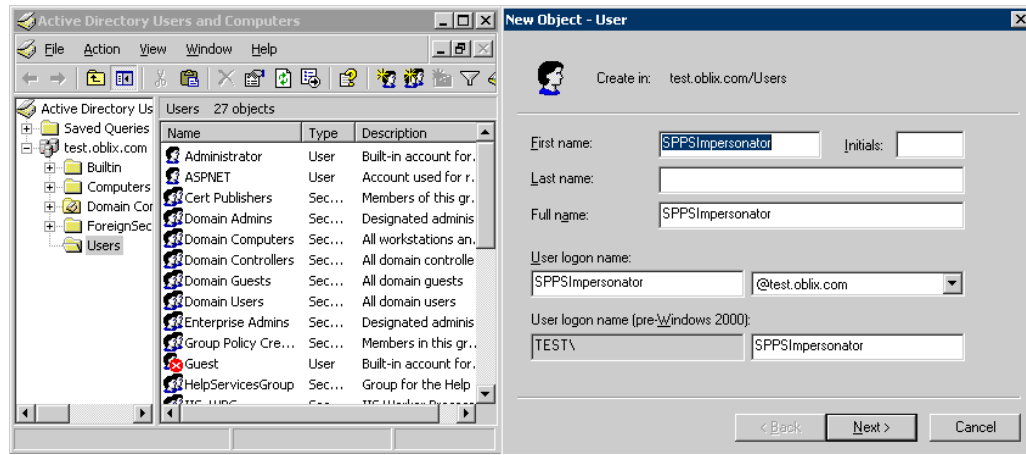 Active Directory Users and Computers
File Action View Window Help
Active Directory Us
Saved Queries
test.oblix.com
Builtin
Computers
Domain Cor
ForeignSec
Users
Users 27 objects
Name Type Description
Administrator User Built-in account for.
ASPNET User Account used for r.
Cert Publishers Sec... Members of this gr.
Domain Admins Sec... Designated adminis
Domain Computers Sec... All workstations an.
Domain Controllers Sec... All domain controlle
Domain Guests Sec... All domain guests
Domain Users Sec... All domain users
Enterprise Admins Sec... Designated adminis
Group Policy Cre... Sec... Members in this gr..
Guest User Built-in account for.
HelpServicesGroup Sec... Group for the Help
New Object - User
Create in: test.oblix.com/Users
First name: SPPSImpersonator Initials:
Last name:
Full name: SPPSImpersonator
User logon name:
SPPSImpersonator @test.oblix.com
User logon name (pre-Windows 2000):
TEST\ SPPSImpersonator
< Back Next > Cancel